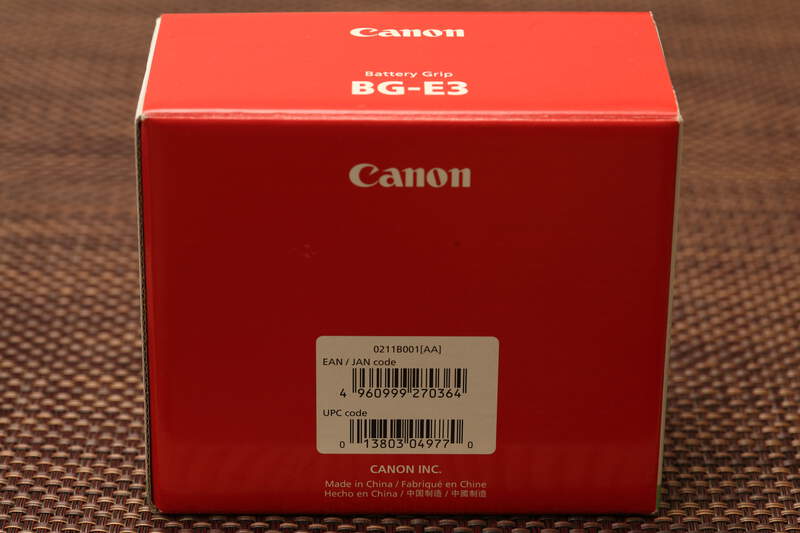 Canon
Battery Grip
BG-E3
Canon
0211B001[AA]
EAN / JAN code
4 960999 270364
UPC code
0 13803 04977 0
CANON INC.
Made in China / Fabriqué en Chine
Hecho en China / 中国制造 / 中國製造